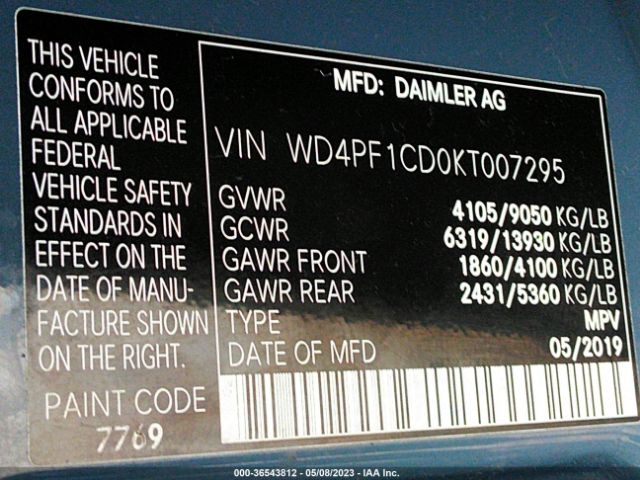 THIS VEHICLE
CONFORMS TO
ALL APPLICABLE
FEDERAL
VEHICLE SAFETY
STANDARDS IN
EFFECT ON THE
DATE OF MANU-
FACTURE SHOWN
ON THE RIGHT.
PAINT CODE
7769
MFD: DAIMLER AG
VIN WD4PF1CD0KT007295
GVWR 4105/9050 KG/LB
GCWR 6319/13930 KG/LB
GAWR FRONT 1860/4100 KG/LB
GAWR REAR 2431/5360 KG/LB
TYPE MPV
DATE OF MFD 05/2019
000-36543812 - 05/08/2023 - IAA Inc.